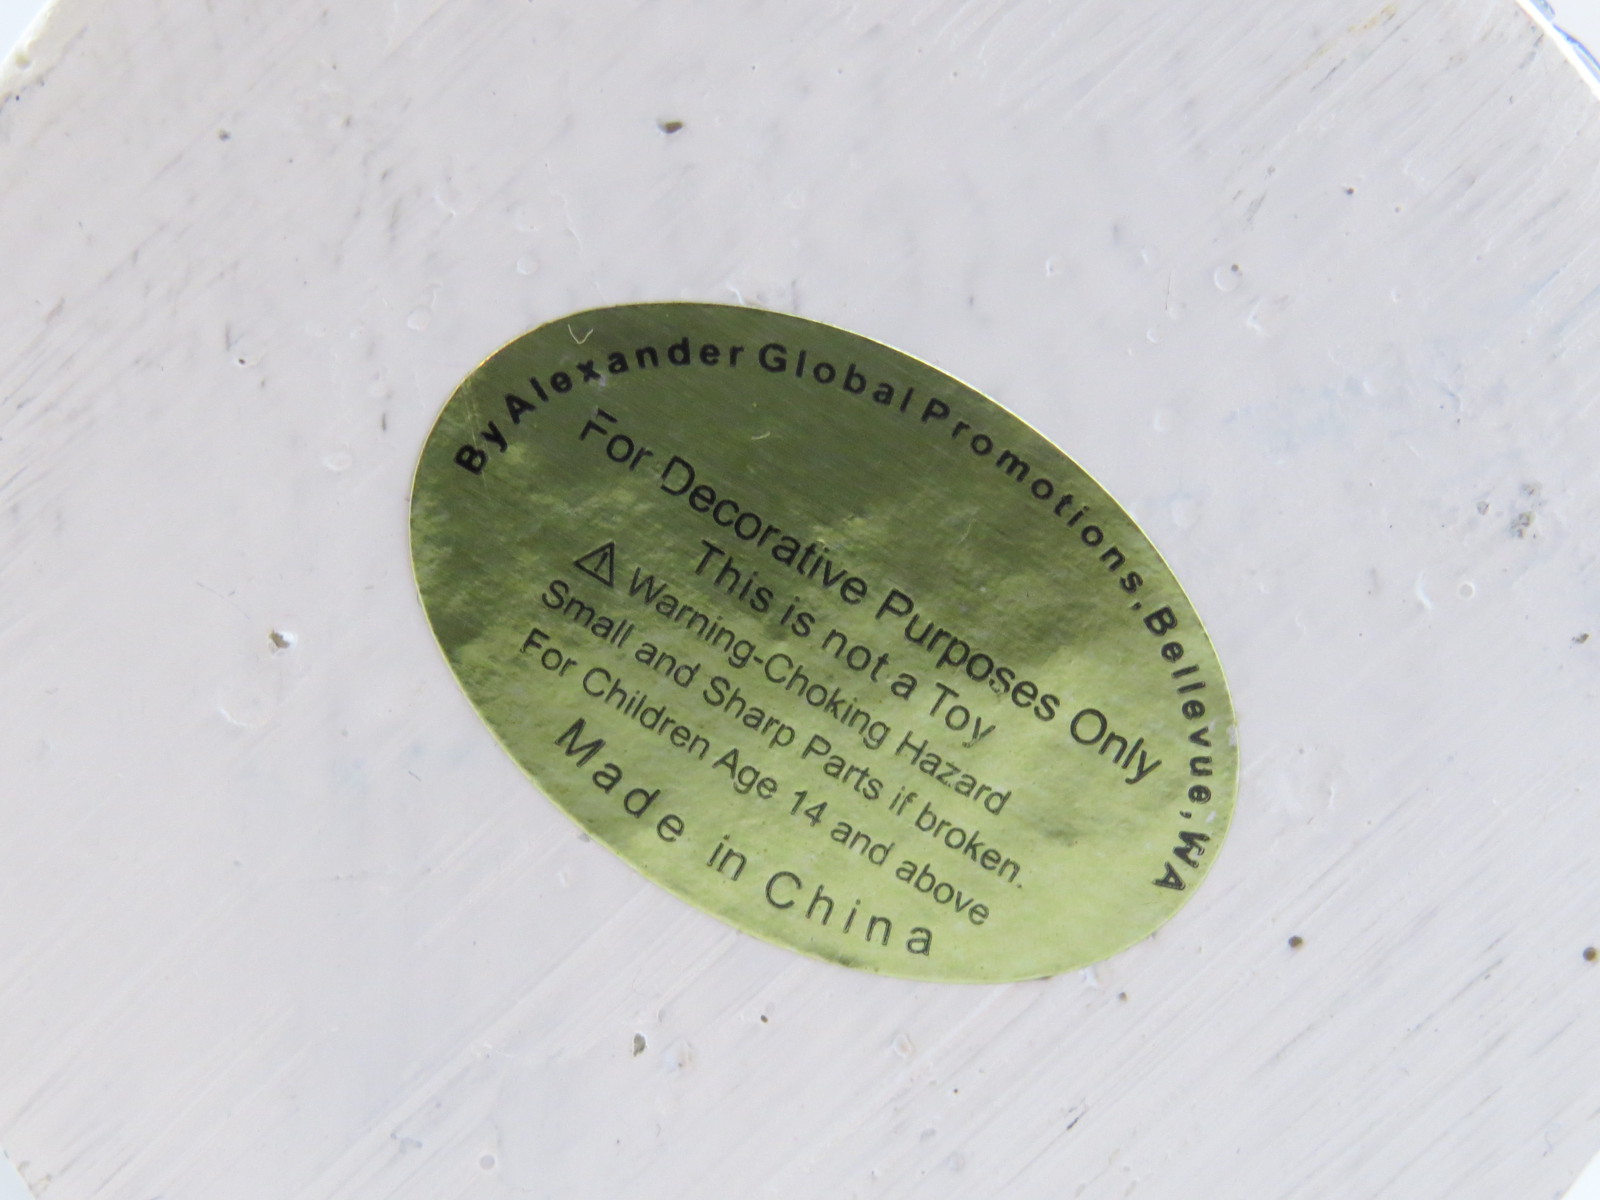 By Alexander Global Promotions, Bellevue, WA
For Decorative Purposes Only
This is not a Toy
Warning-Choking Hazard
Small and Sharp Parts if broken.
For Children Age 14 and above
Made in China